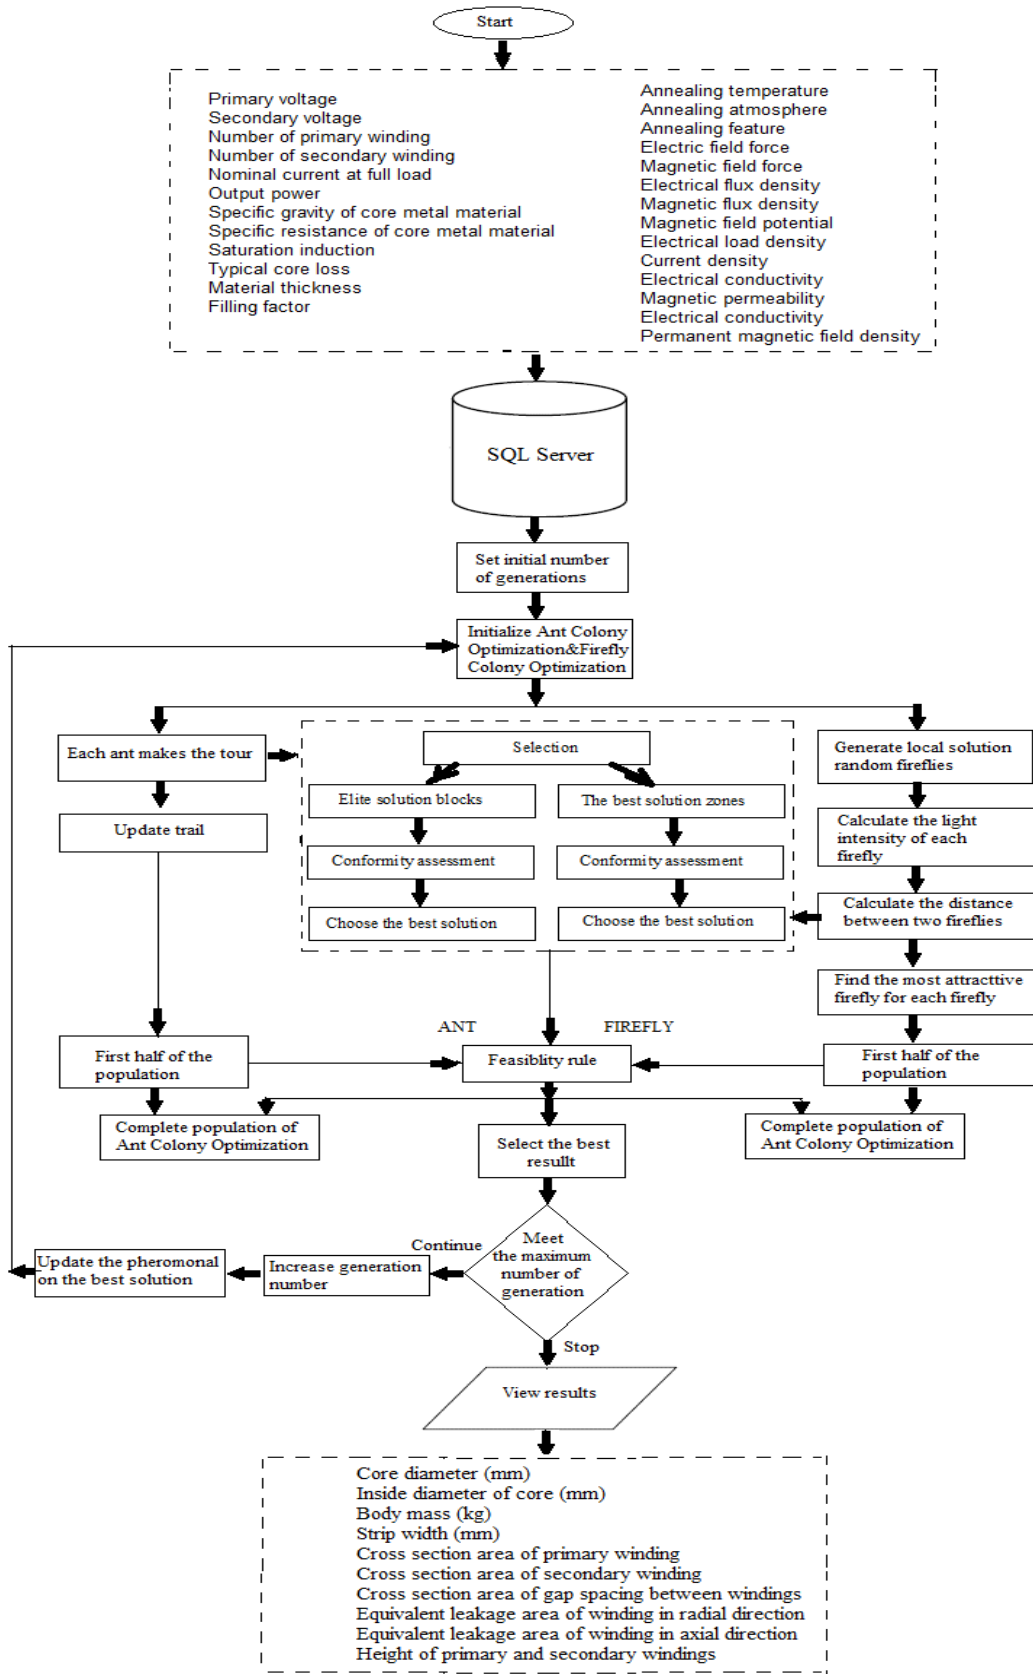 Start
Primary voltage
Secondary voltage
Number of primary winding
Number of secondary winding
Nominal current at full load
Output power
Specific gravity of core metal material
Specific resistance of core metal material
Saturation induction
Typical core loss
Material thickness
Filling factor
Annealing temperature
Annealing atmosphere
Annealing feature
Electric field force
Magnetic field force
Electrical flux density
Magnetic flux density
Magnetic field potential
Electrical load density
Current density
Electrical conductivity
Magnetic permeability
Electrical conductivity
Permanent magnetic field density
SQL Server
Set initial number
of generations
Initialize Ant Colony
Optimization&Firefly
Colony Optimization
Each ant makes the tour
Update trail
Selection
Elite solution blocks
The best solution zones
Conformity assessment
Conformity assessment
Choose the best solution
Choose the best solution
Generate local solution
random fireflies
Calculate the light
intensity of each
firefly
Calculate the distance
between two fireflies
Find the most attracttive
firefly for each firefly
ANT
FIREFLY
First half of the
population
Feasiblity rule
First half of the
population
Complete population of
Ant Colony Optimization
Select the best
resullt
Complete population of
Ant Colony Optimization
Meet
the maximum
number of
generation
Continue
Increase generation
number
Update the pheromonal
on the best solution
Stop
View results
Core diameter (mm)
Inside diameter of core (mm)
Body mass (kg)
Strip width (mm)
Cross section area of primary winding
Cross section area of secondary winding
Cross section area of gap spacing between windings
Equivalent leakage area of winding in radial direction
Equivalent leakage area of winding in axial direction
Height of primary and secondary windings